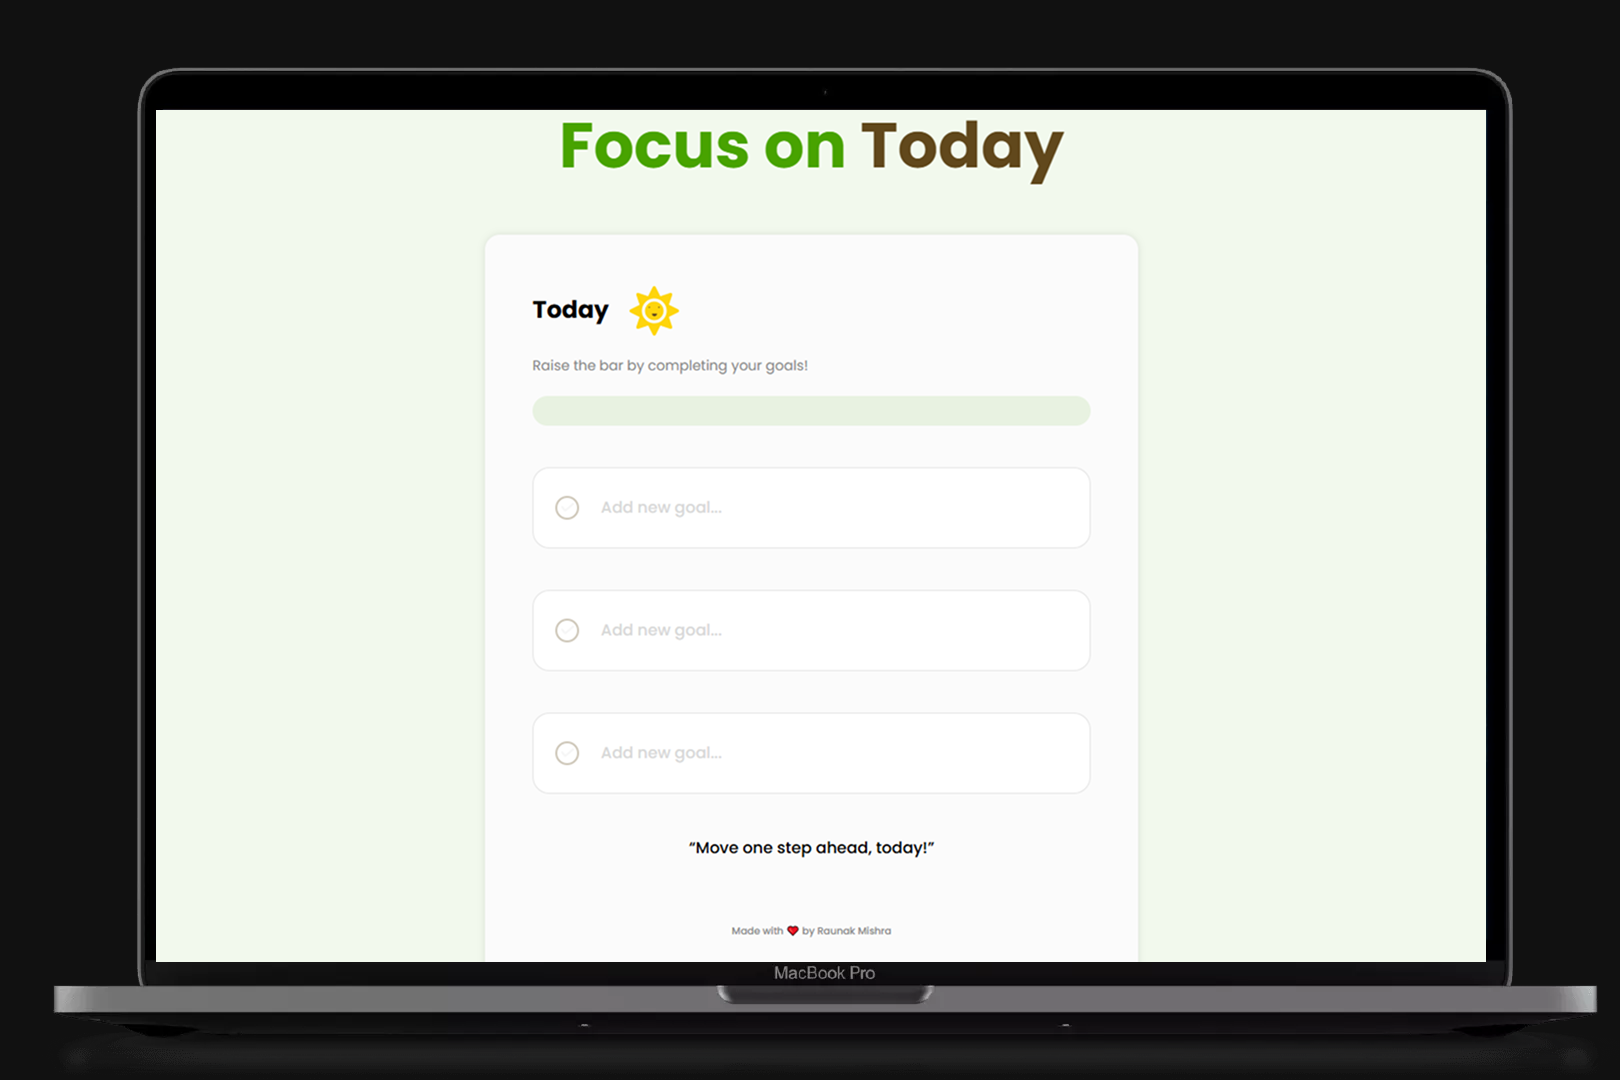 Focus on Today
Today
Raise the bar by completing your goals!
Add new goal...
Add new goal...
Add new goal...
“Move one step ahead, today!”
Made with ❤ by Raunak Mishra
MacBook Pro